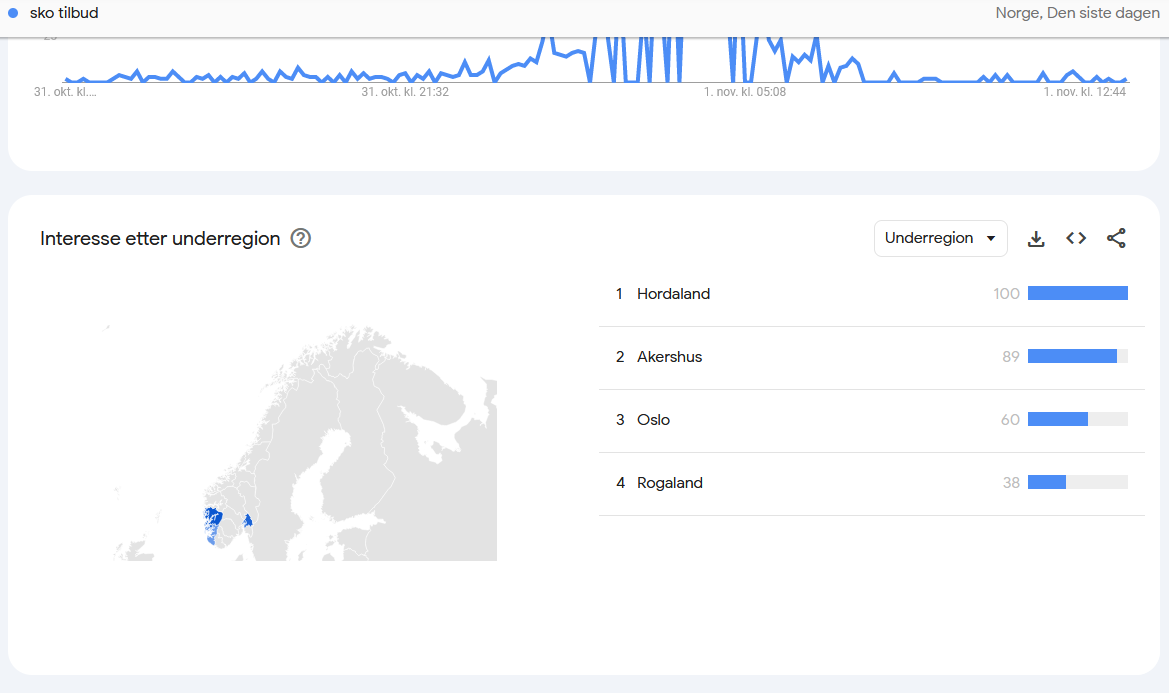 sko tilbud
Norge, Den siste dagen
31. okt. kl....
31. okt. kl. 21:32
1. nov. kl. 05:08
1. nov. kl. 12:44
Interesse etter underregion
Underregion
1 Hordaland 100
2 Akershus 89
3 Oslo 60
4 Rogaland 38